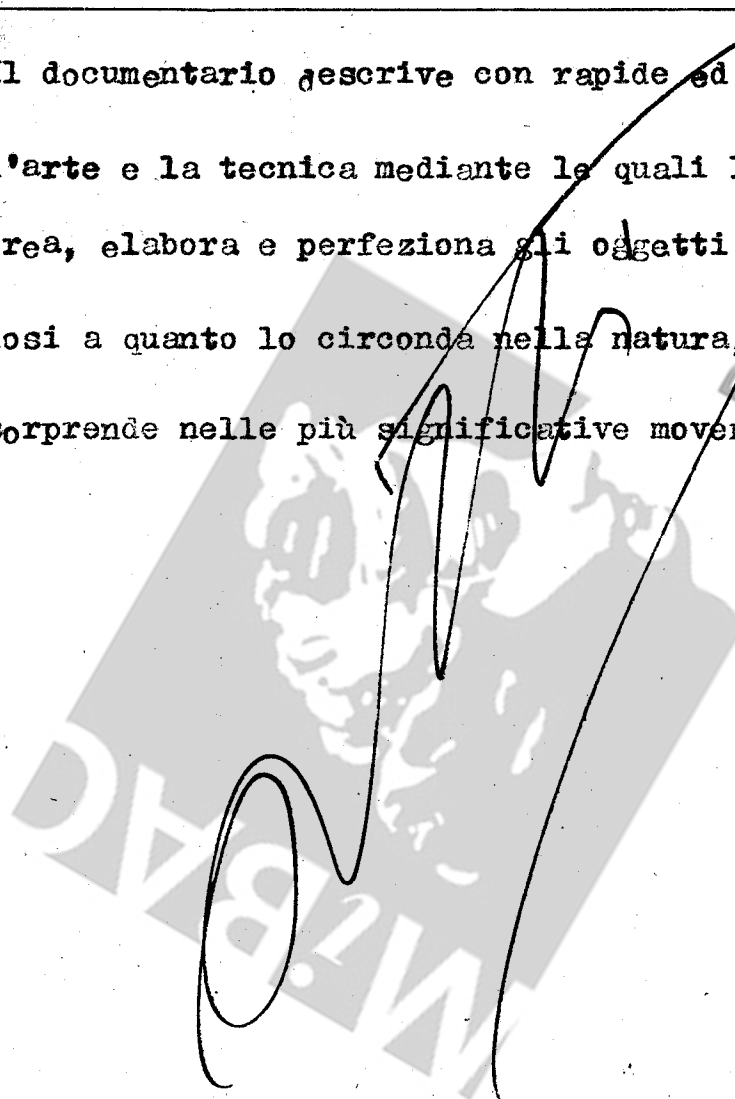 l documentario descrive con rapide ed
'arte e la tecnica mediante le quali
rea, elabora e perfeziona gli oggetti
osi a quanto lo circonda nella natura,
orprende nelle più significative mover
MiBAC